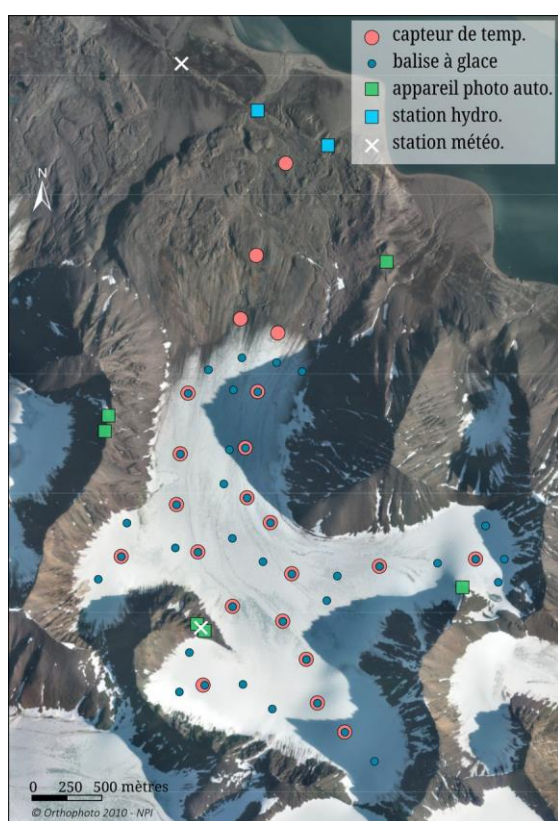 capteur de temp.
balise à glace
appareil photo auto.
station hydro.
station météo.
N
0 250 500 mètres
© Orthophoto 2010 - NPI